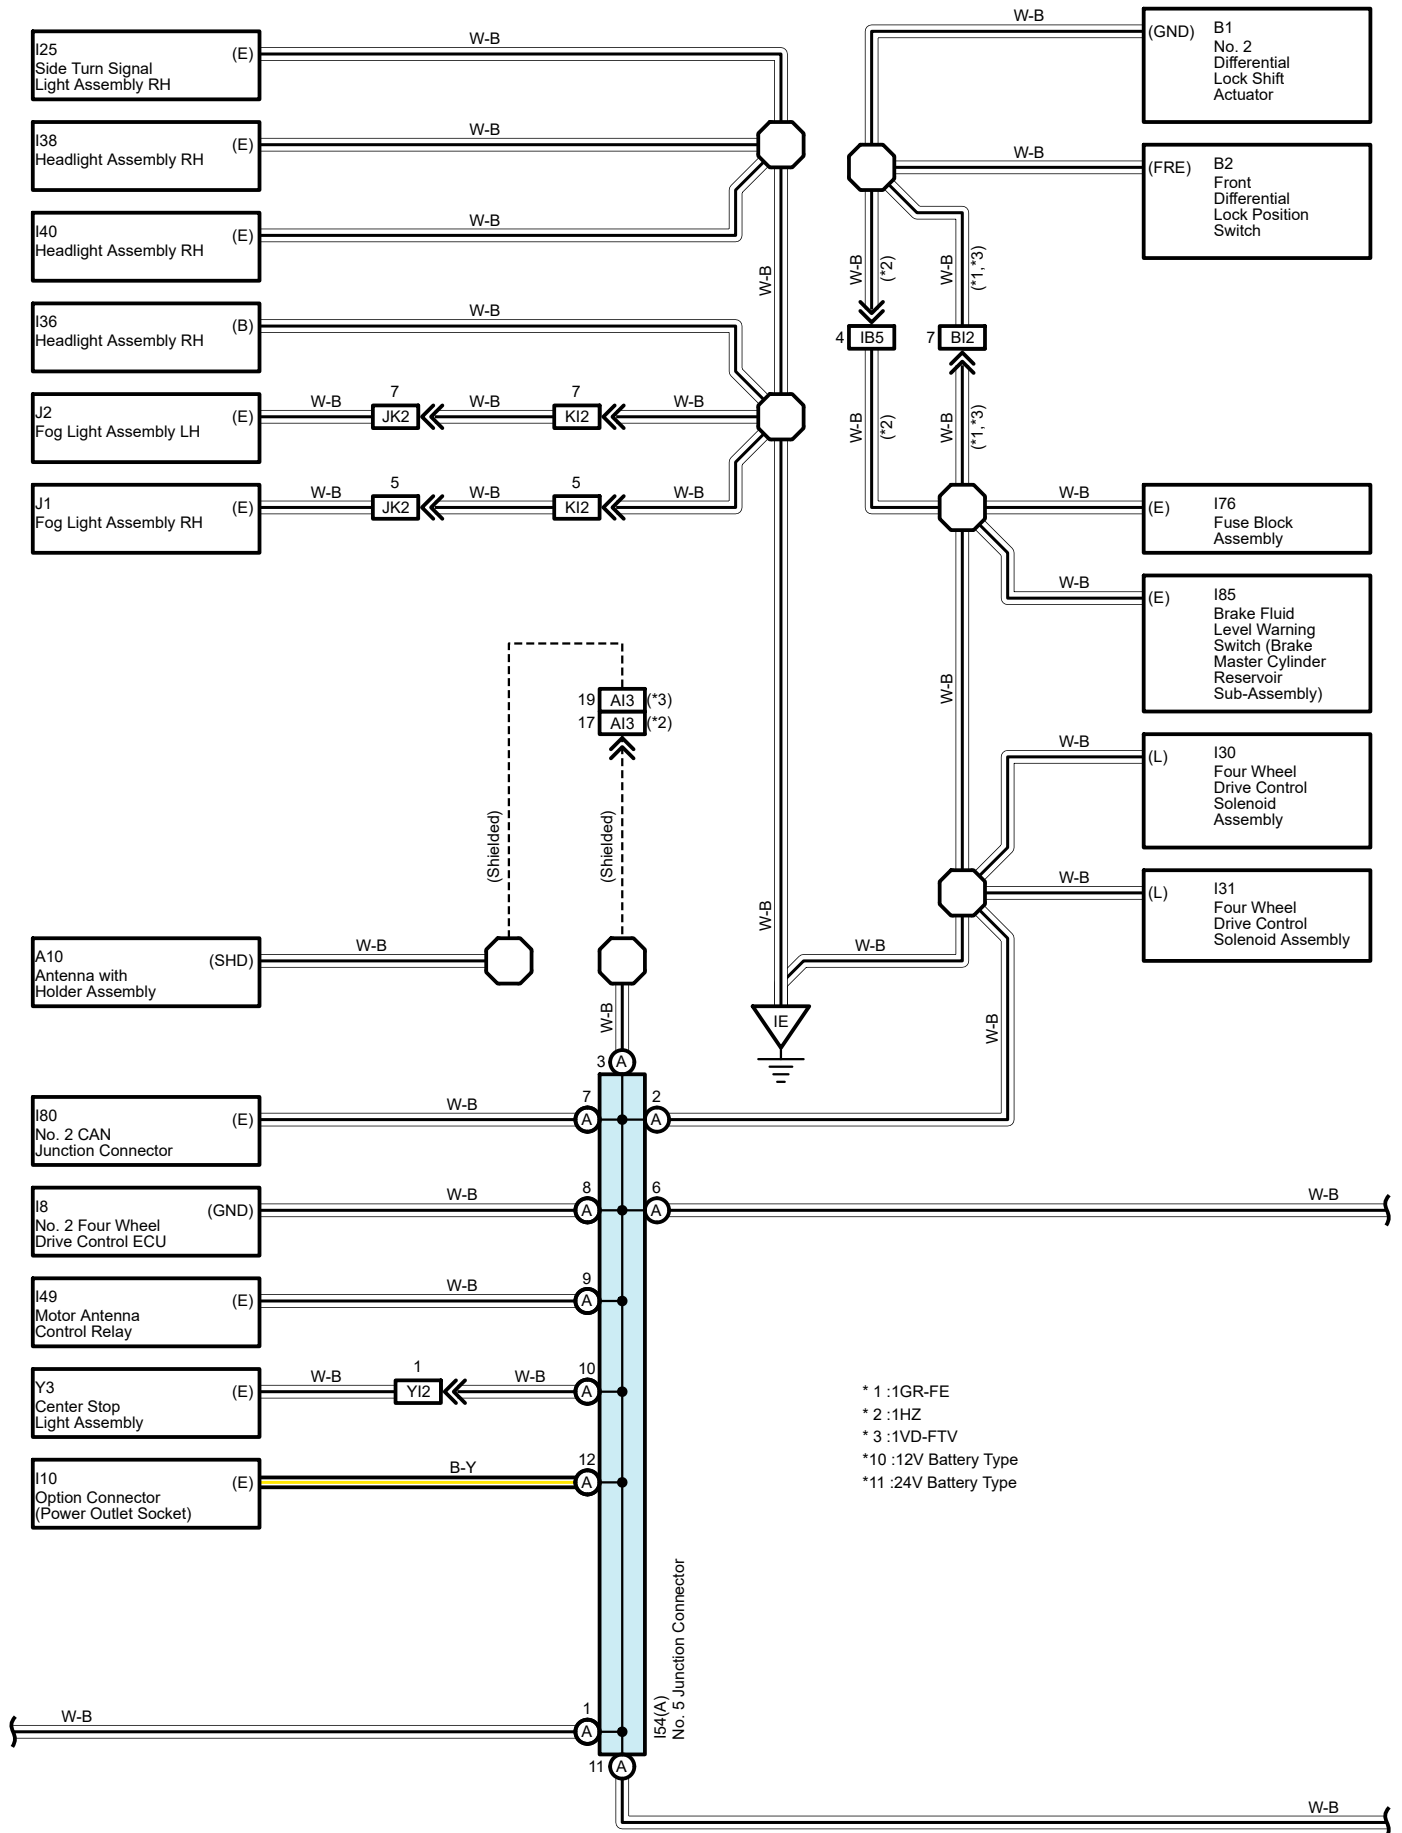 W-B
B1
(GND)
No. 2
Differential
Lock Shift
Actuator
I25
(E)
Side Turn Signal
Light Assembly RH
W-B
I38
(E)
Headlight Assembly RH
W-B
W-B
B2
(FRE)
Front
Differential
Lock Position
Switch
I40
(E)
Headlight Assembly RH
W-B
W-B
W-B
(*2)
W-B
(*1,*3)
I36
(B)
Headlight Assembly RH
W-B
4
IB5
7
BI2
J2
(E)
Fog Light Assembly LH
W-B
7
JK2
W-B
7
KI2
W-B
W-B
(*2)
W-B
(*1,*3)
J1
(E)
Fog Light Assembly RH
W-B
5
JK2
W-B
5
KI2
W-B
W-B
I76
(E)
Fuse Block
Assembly
W-B
I85
(E)
Brake Fluid
Level Warning
Switch (Brake
Master Cylinder
Reservoir
Sub-Assembly)
19
AI3
(*3)
17
AI3
(*2)
W-B
W-B
I30
(L)
Four Wheel
Drive Control
Solenoid
Assembly
(Shielded)
(Shielded)
W-B
I31
(L)
Four Wheel
Drive Control
Solenoid Assembly
W-B
W-B
A10
(SHD)
Antenna with
Holder Assembly
W-B
W-B
IE
W-B
3
A
I80
(E)
No. 2 CAN
Junction Connector
W-B
7
A
2
A
I8
(GND)
No. 2 Four Wheel
Drive Control ECU
W-B
8
A
6
A
W-B
I49
(E)
Motor Antenna
Control Relay
W-B
9
A
Y3
(E)
Center Stop
Light Assembly
W-B
1
YI2
W-B
10
A
* 1 :1GR-FE
* 2 :1HZ
* 3 :1VD-FTV
*10 :12V Battery Type
*11 :24V Battery Type
I10
(E)
Option Connector
(Power Outlet Socket)
B-Y
12
A
I54(A)
No. 5 Junction Connector
W-B
1
A
11
A
W-B